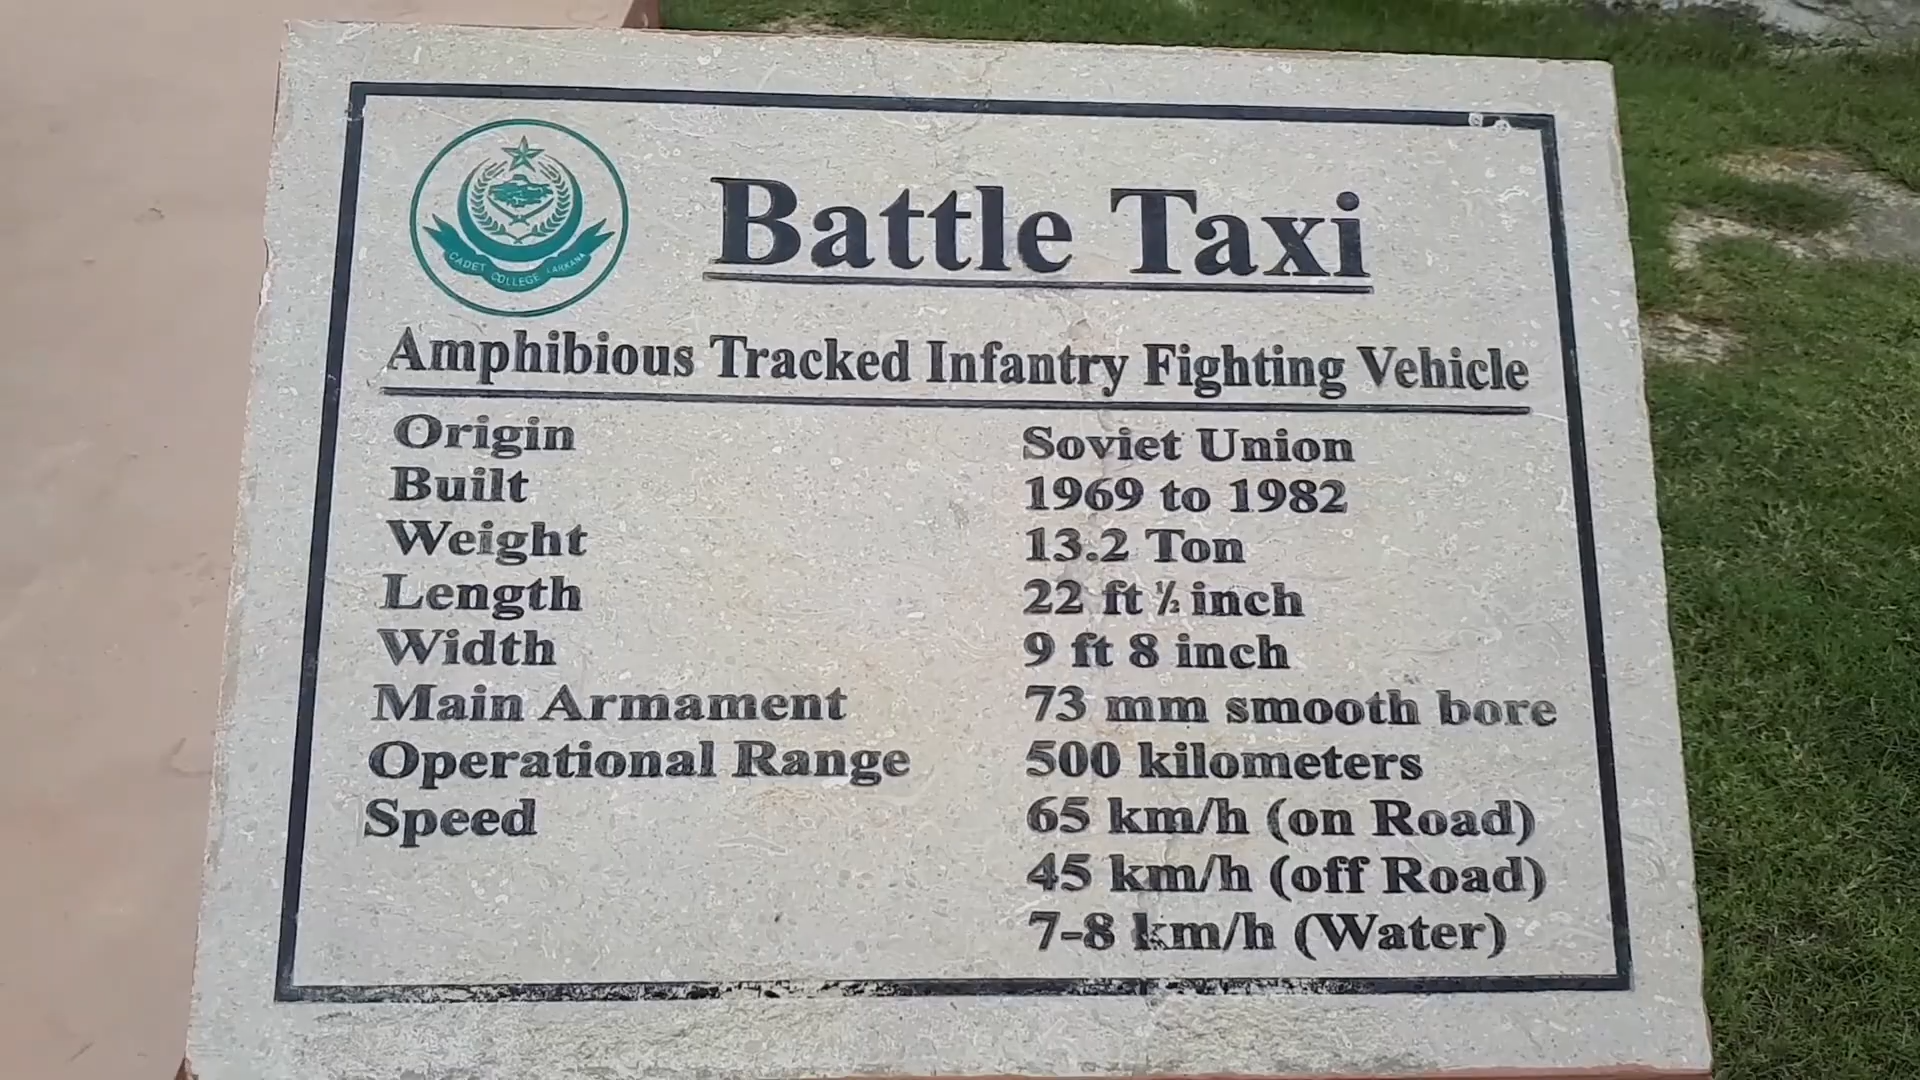 CADET COLLEGE LARKANA
Battle Taxi
Amphibious Tracked Infantry Fighting Vehicle
Origin Soviet Union
Built 1969 to 1982
Weight 13.2 Ton
Length 22 ft ½ inch
Width 9 ft 8 inch
Main Armament 73 mm smooth bore
Operational Range 500 kilometers
Speed 65 km/h (on Road)
45 km/h (off Road)
7-8 km/h (Water)